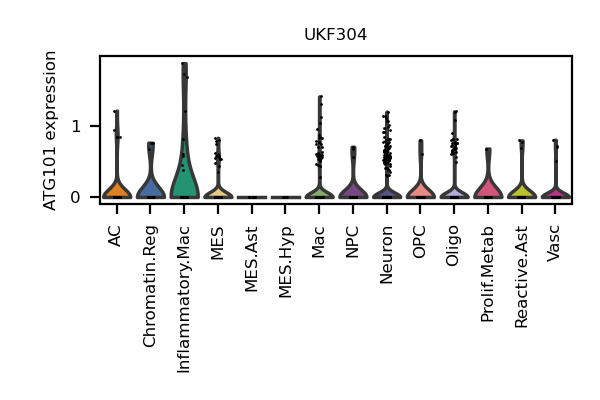 UKF304
ATG101 expression
1
0
AC
Chromatin.Reg
Inflammatory.Mac
MES
MES.Ast
MES.Hyp
Mac
NPC
Neuron
OPC
Oligo
Prolif.Metab
Reactive.Ast
Vasc